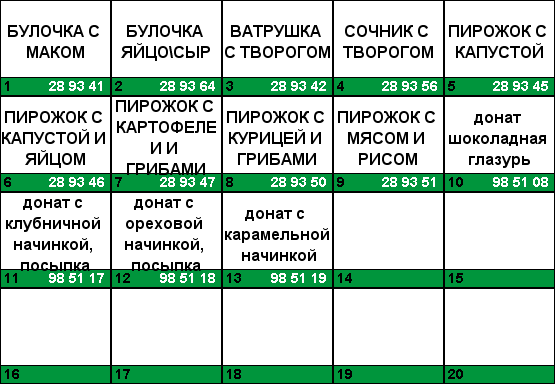 БУЛОЧКА С
МАКОМ
1 28 93 41
БУЛОЧКА
ЯЙЦО\СЫР
2 28 93 64
ВАТРУШКА
С ТВОРОГОМ
3 28 93 42
СОЧНИК С
ТВОРОГОМ
4 28 93 56
ПИРОЖОК С
КАПУСТОЙ
5 28 93 45
ПИРОЖОК С
КАПУСТОЙ И
ЯЙЦОМ
6 28 93 46
ПИРОЖОК С
КАРТОФЕЛЕ
И И
ГРИБАМИ
7 28 93 47
ПИРОЖОК С
КУРИЦЕЙ И
ГРИБАМИ
8 28 93 50
ПИРОЖОК С
МЯСОМ И
РИСОМ
9 28 93 51
донат
шоколадная
глазурь
10 98 51 08
донат с
клубничной
начинкой,
посыпка
11 98 51 17
донат с
ореховой
начинкой,
посыпка
12 98 51 18
донат с
карамельной
начинкой
13 98 51 19
14
15
16
17
18
19
20